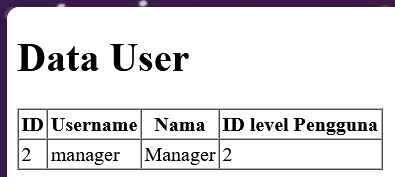 Data User
ID Username Nama ID level Pengguna
2 manager Manager 2